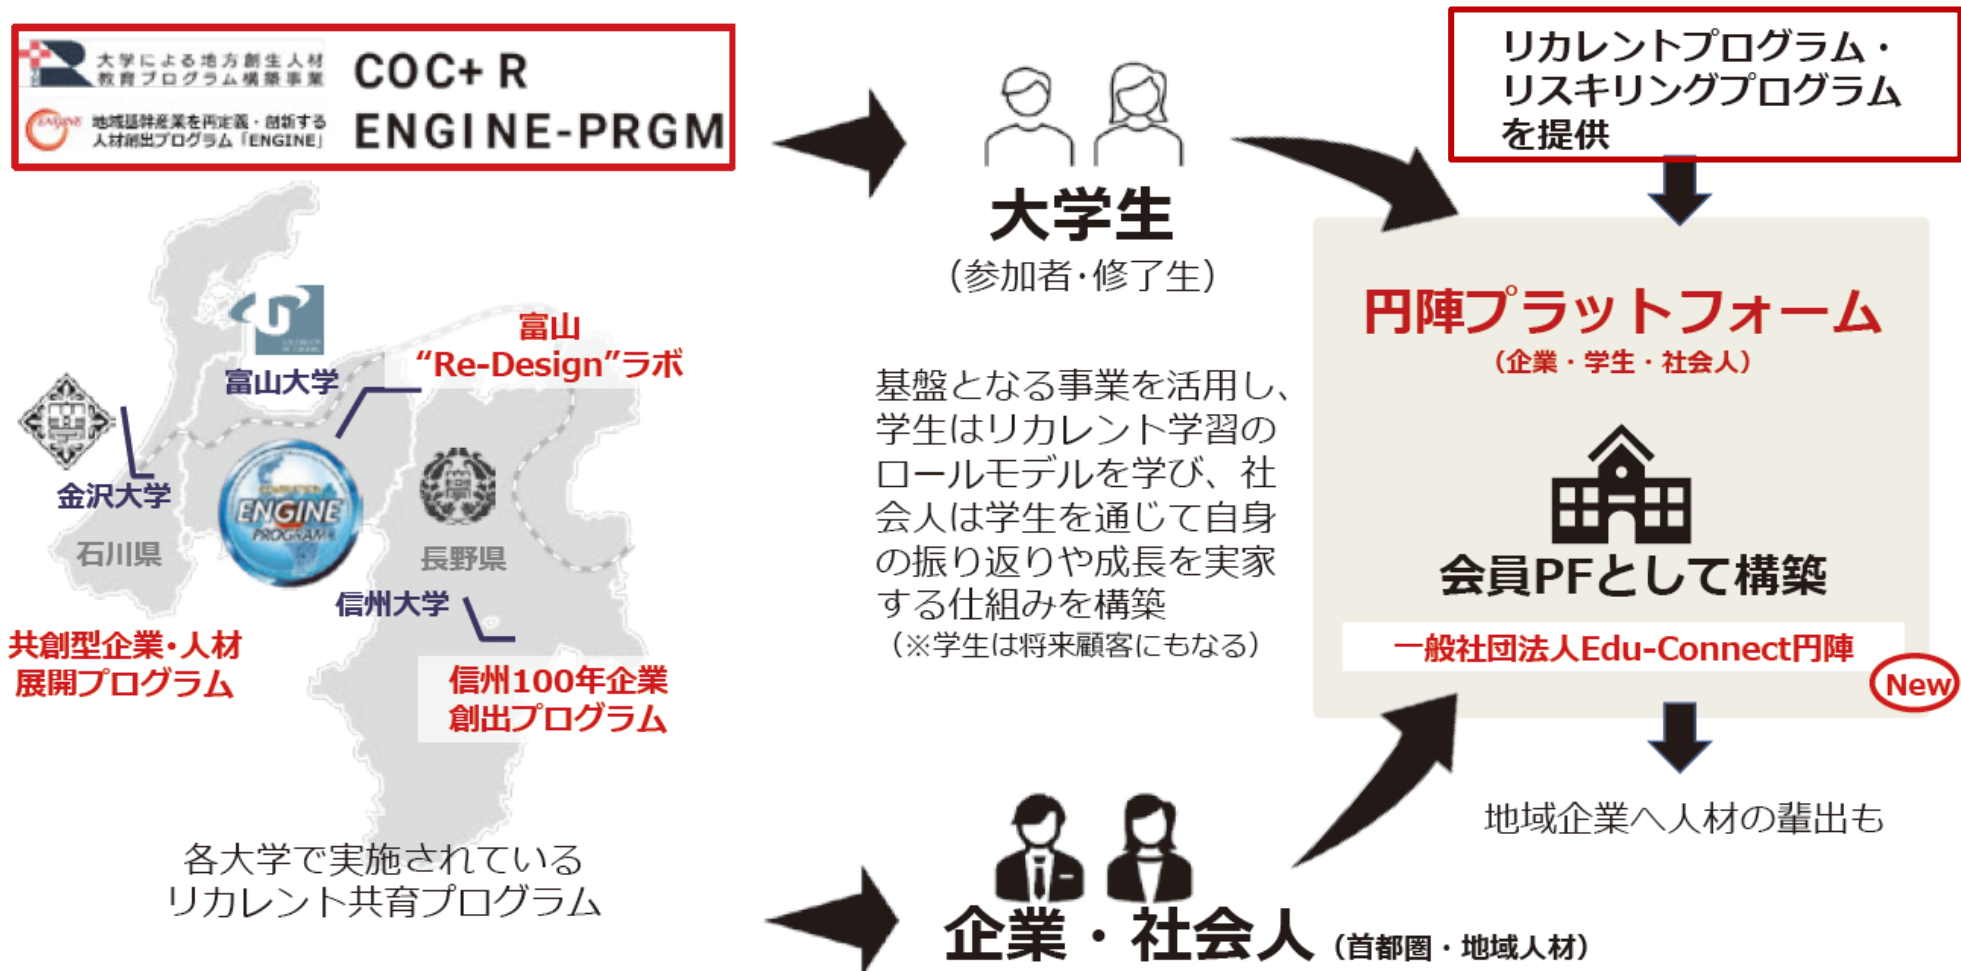 大学による地方創生人材
教育プログラム構築事業
COC+ R
地域基幹産業を再定義・創新する
人材創出プログラム「ENGINE」
ENGINE-PRGM
大学生
(参加者･修了生)
リカレントプログラム・
リスキリングプログラム
を提供
富山大学
富山
“Re-Design”ラボ
金沢大学
石川県
ENGINE
PROGRAM
長野県
信州大学
共創型企業・人材
展開プログラム
信州100年企業
創出プログラム
各大学で実施されている
リカレント共育プログラム
基盤となる事業を活用し、
学生はリカレント学習の
ロールモデルを学び、社
会人は学生を通じて自身
の振り返りや成長を実家
する仕組みを構築
(※学生は将来顧客にもなる)
円陣プラットフォーム
(企業・学生・社会人)
会員PFとして構築
一般社団法人Edu-Connect円陣
New
地域企業へ人材の輩出も
企業・社会人 (首都圏・地域人材)